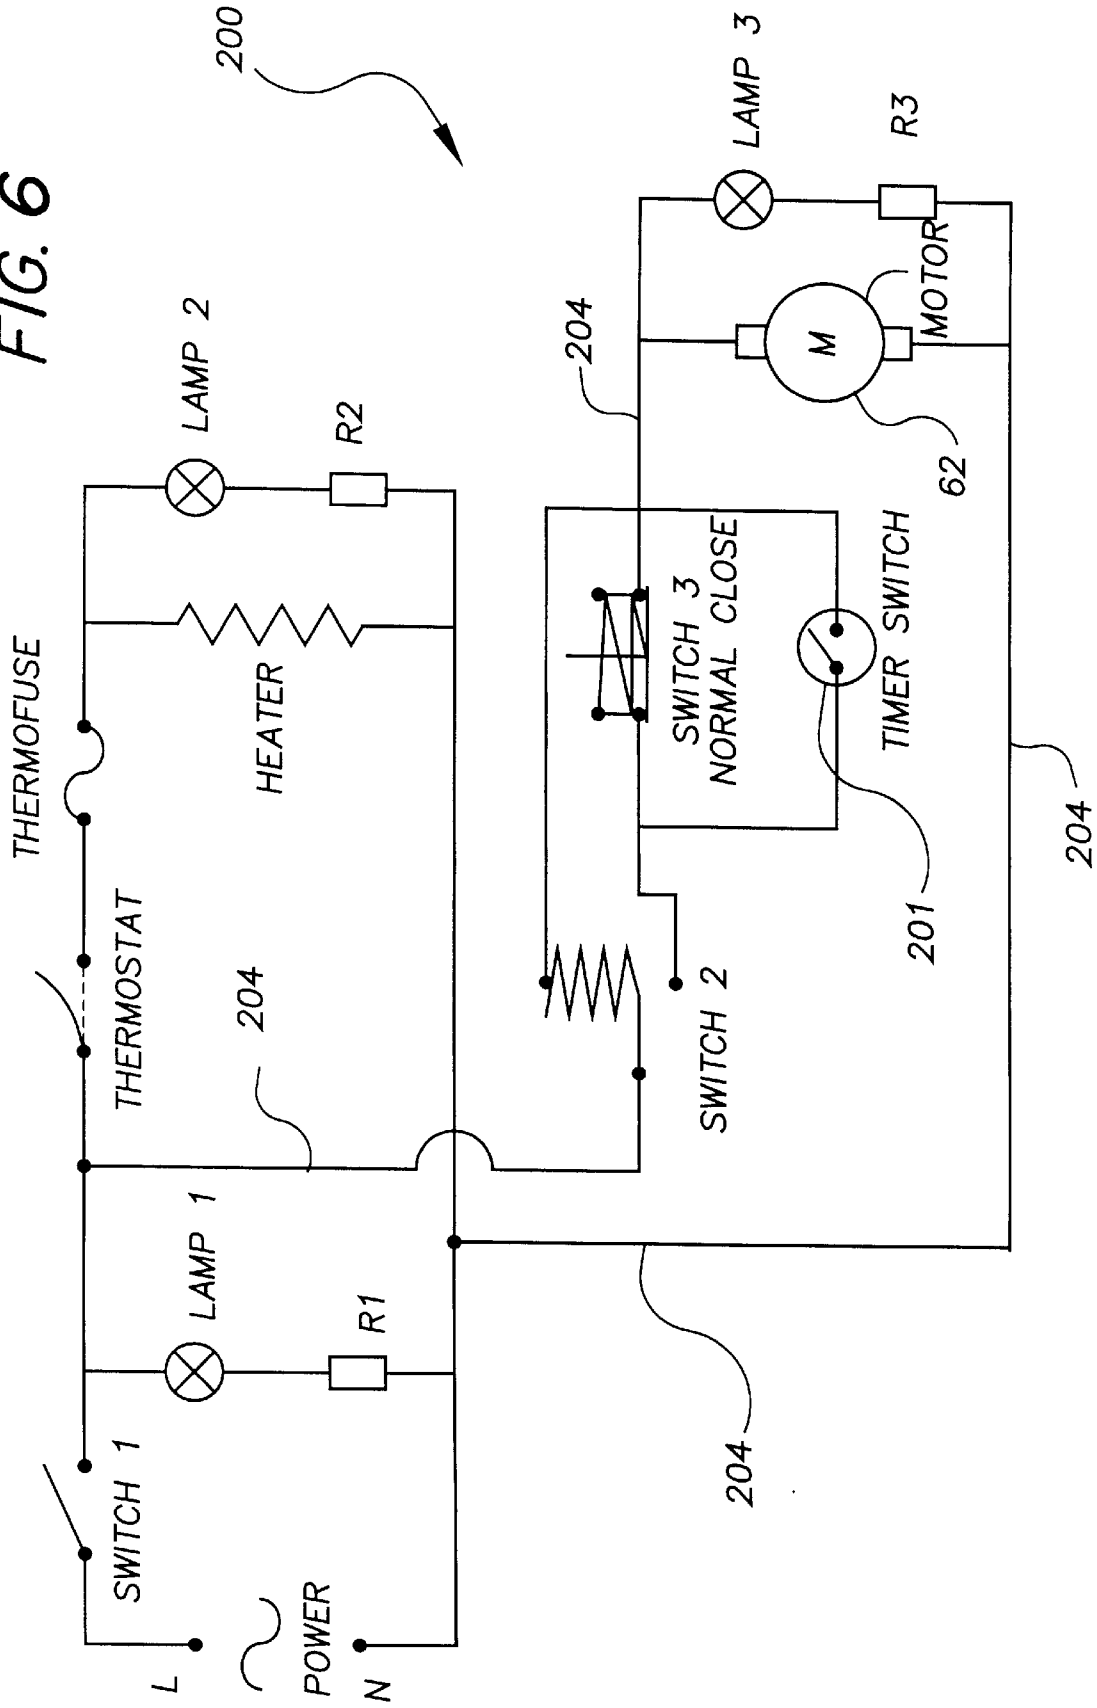 FIG. 6
200
THERMOFUSE
THERMOSTAT
SWITCH 1
L
POWER
N
LAMP 1
R1
204
HEATER
LAMP 2
R2
204
SWITCH 2
SWITCH 3
NORMAL CLOSE
204
LAMP 3
R3
M
MOTOR
62
TIMER SWITCH
201
204